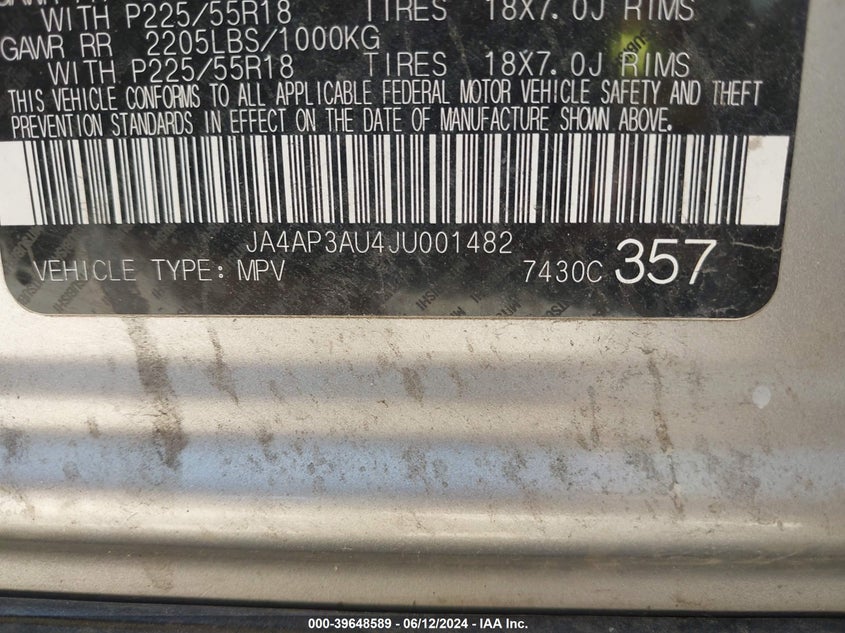 WITH P225/55R18 TIRES 18X7.0J RIMS
GAWR RR 2205LBS/1000KG
WITH P225/55R18 TIRES 18X7.0J RIMS
THIS VEHICLE CONFORMS TO ALL APPLICABLE FEDERAL MOTOR VEHICLE SAFETY AND THEFT
PREVENTION STANDARDS IN EFFECT ON THE DATE OF MANUFACTURE SHOWN ABOVE.
JA4AP3AU4JU001482
VEHICLE TYPE: MPV 7430C 357
000-39648589 - 06/12/2024 - IAA Inc.